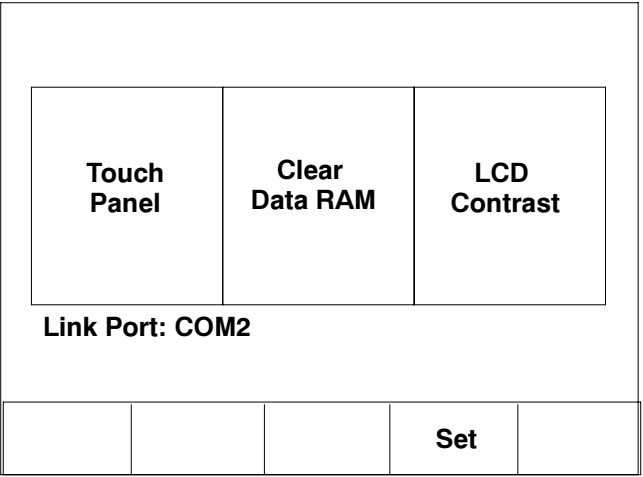 Touch
Panel
Clear
Data RAM
LCD
Contrast
Link Port: COM2
Set